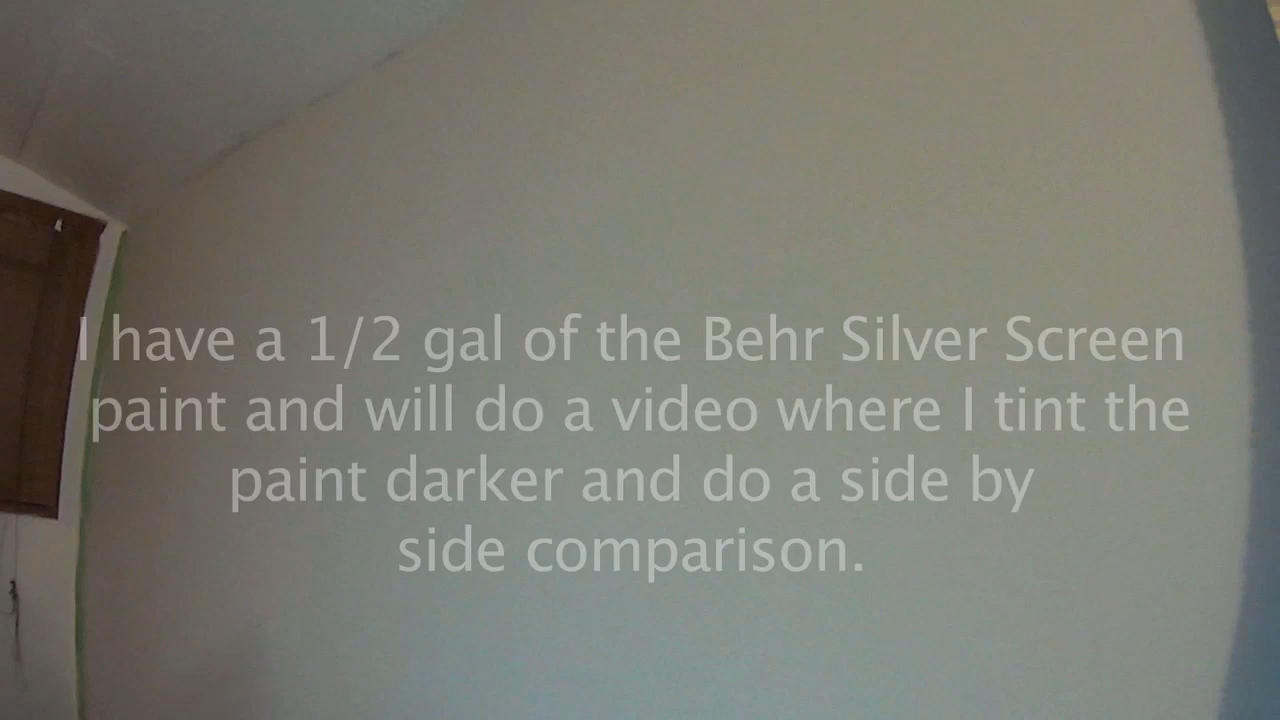 I have a 1/2 gal of the Behr Silver Screen
paint and will do a video where I tint the
paint darker and do a side by
side comparison.